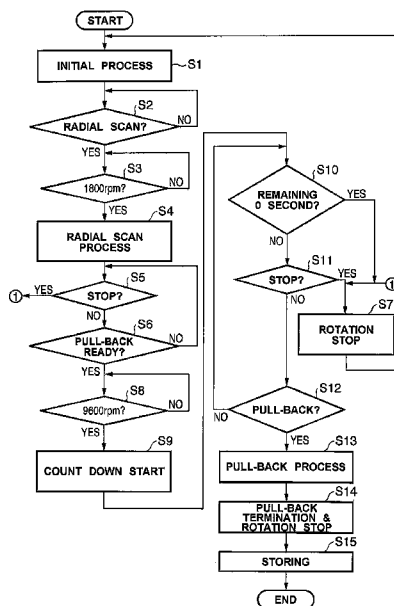 START
S1
INITIAL PROCESS
S2
RADIAL SCAN?
NO
YES
S3
1800rpm?
NO
YES
S4
RADIAL SCAN
PROCESS
S5
YES
STOP?
1
NO
S6
PULL-BACK
READY?
NO
YES
S8
9600rpm?
NO
YES
S9
COUNT DOWN START
S10
REMAINING
0 SECOND?
YES
NO
S11
STOP?
YES
1
NO
S7
ROTATION
STOP
S12
PULL-BACK?
NO
YES
S13
PULL-BACK PROCESS
S14
PULL-BACK
TERMINATION &
ROTATION STOP
S15
STORING
END